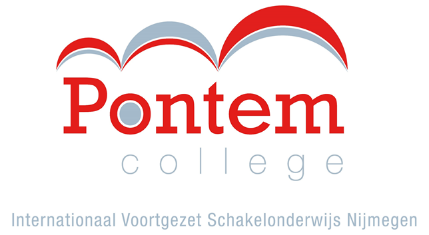 Pontem
college
Internationaal Voortgezet Schakelonderwijs Nijmegen